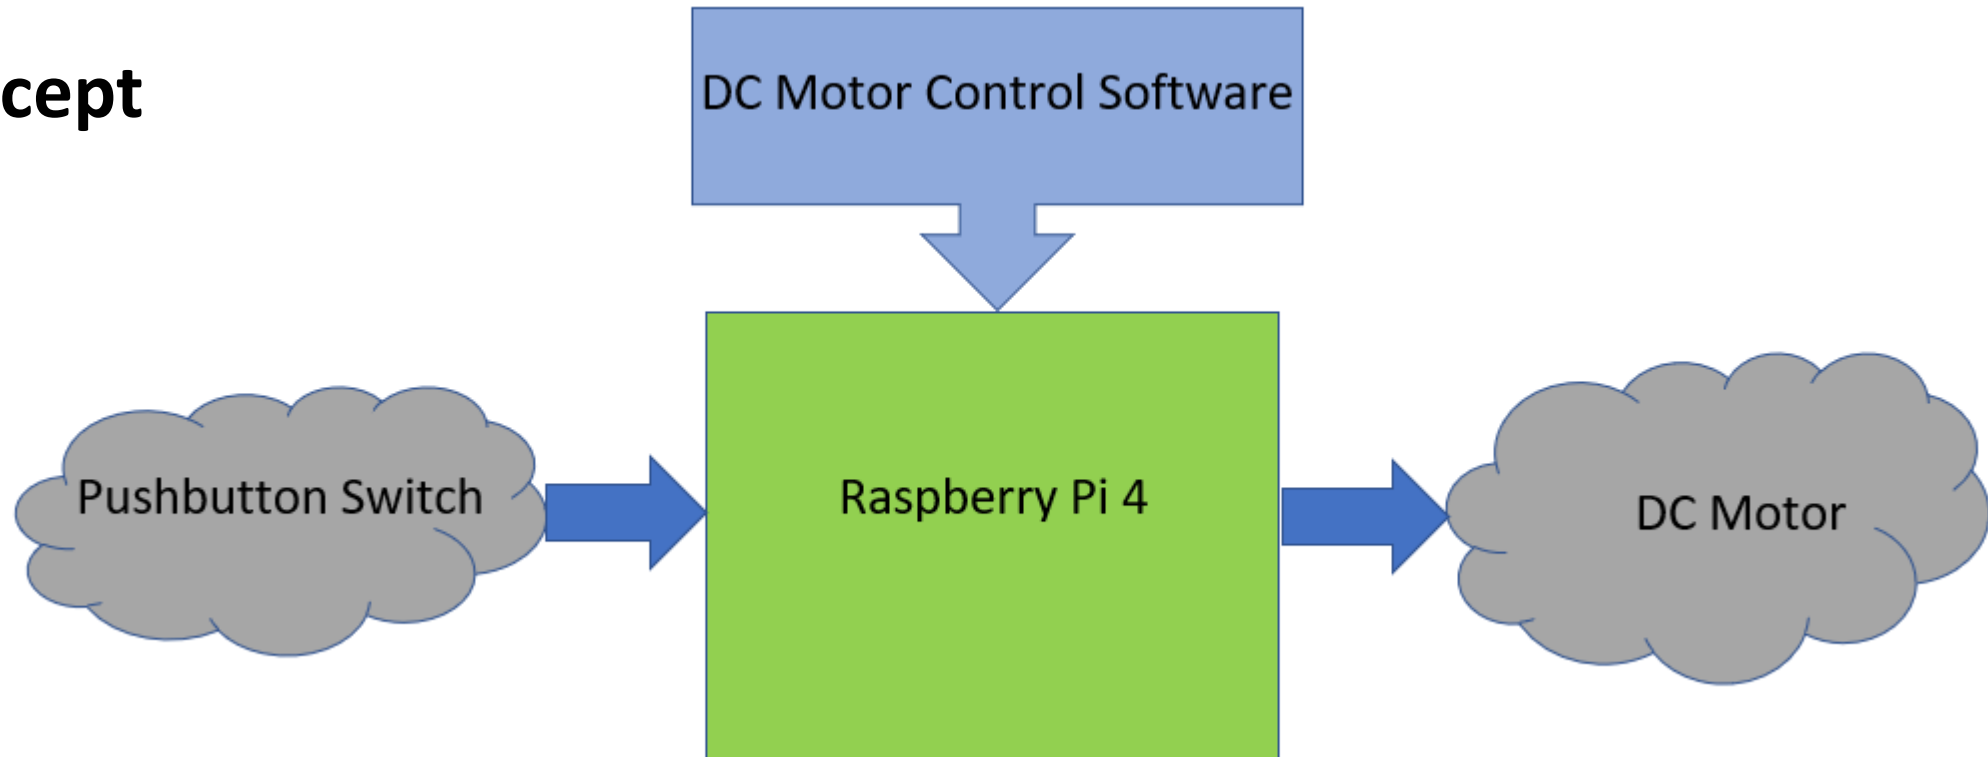 cept
DC Motor Control Software
Pushbutton Switch
Raspberry Pi 4
DC Motor